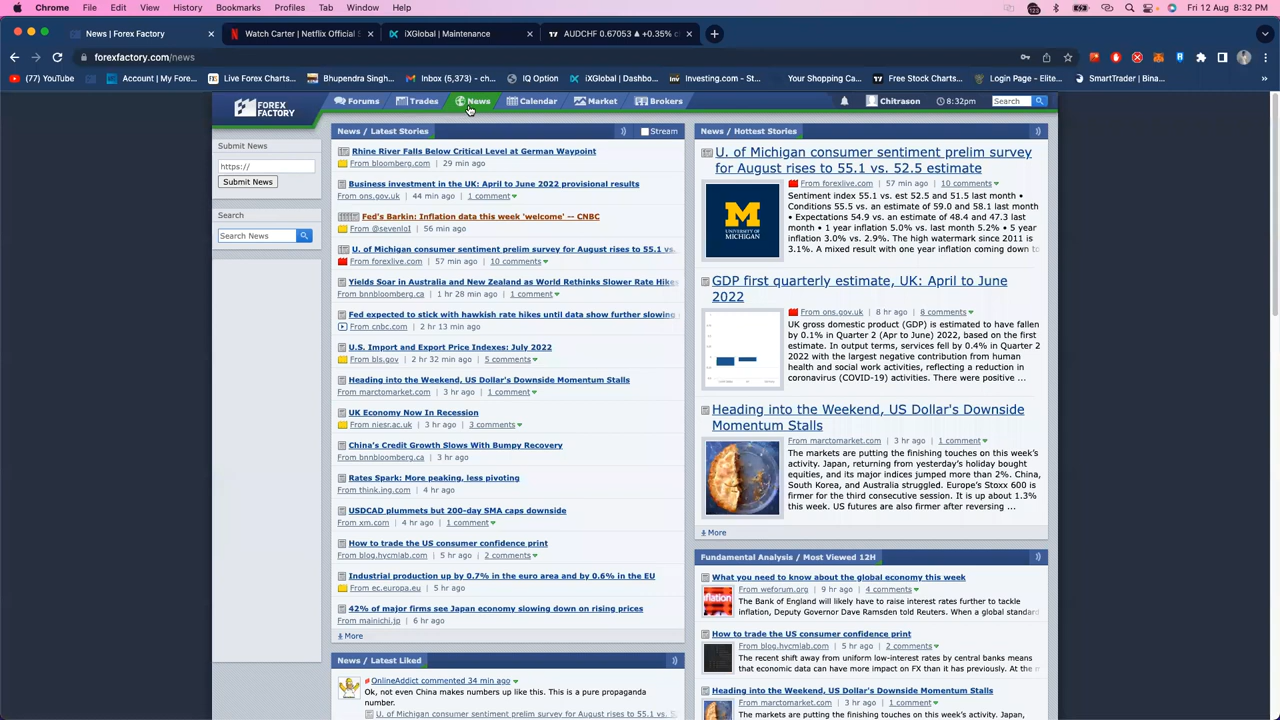 Chrome File Edit View History Bookmarks Profiles Tab Window Help Fri 12 Aug 8:32 PM
News | Forex Factory
Watch Carter | Netflix Official S
iXGlobal | Maintenance
AUDCHF 0.67053 ▲ +0.35%
forexfactory.com/news
(77) YouTube
Account | My Fore...
Live Forex Charts...
Bhupendra Singh...
Inbox (5,373) - ch...
IQ Option
iXGlobal | Dashbo...
Investing.com - St...
Your Shopping Ca...
Free Stock Charts...
Login Page - Elite...
SmartTrader | Bina...
FOREX FACTORY
Forums Trades News Calendar Market Brokers
Chitrason 8:32pm Search
Submit News
https://
Submit News
Search
Search News
News / Latest Stories
Stream
Rhine River Falls Below Critical Level at German Waypoint
From bloomberg.com | 29 min ago
Business investment in the UK: April to June 2022 provisional results
From ons.gov.uk | 44 min ago | 1 comment
Fed's Barkin: Inflation data this week 'welcome' -- CNBC
From @sevenloI | 56 min ago
U. of Michigan consumer sentiment prelim survey for August rises to 55.1 vs.
From forexlive.com | 57 min ago | 10 comments
Yields Soar in Australia and New Zealand as World Rethinks Slower Rate Hike
From bnnbloomberg.ca | 1 hr 28 min ago | 1 comment
Fed expected to stick with hawkish rate hikes until data show further slowing
From cnbc.com | 2 hr 13 min ago
U.S. Import and Export Price Indexes: July 2022
From bls.gov | 2 hr 32 min ago | 5 comments
Heading into the Weekend, US Dollar's Downside Momentum Stalls
From marctomarket.com | 3 hr ago | 1 comment
UK Economy Now In Recession
From niesr.ac.uk | 3 hr ago | 3 comments
China's Credit Growth Slows With Bumpy Recovery
From bnnbloomberg.ca | 3 hr ago
Rates Spark: More peaking, less pivoting
From think.ing.com | 4 hr ago
USDCAD plummets but 200-day SMA caps downside
From xm.com | 4 hr ago | 1 comment
How to trade the US consumer confidence print
From blog.hycmlab.com | 5 hr ago | 2 comments
Industrial production up by 0.7% in the euro area and by 0.6% in the EU
From ec.europa.eu | 5 hr ago
42% of major firms see Japan economy slowing down on rising prices
From mainichi.jp | 6 hr ago
More
News / Latest Liked
OnlineAddict commented 34 min ago
Ok, not even China makes numbers up like this. This is a pure propaganda
number.
U. of Michigan consumer sentiment prelim survey for August rises to 55.1 vs. 5
News / Hottest Stories
U. of Michigan consumer sentiment prelim survey
for August rises to 55.1 vs. 52.5 estimate
From forexlive.com | 57 min ago | 10 comments
UNIVERSITY OF
MICHIGAN
Sentiment index 55.1 vs. est 52.5 and 51.5 last month •
Conditions 55.5 vs. an estimate of 59.0 and 58.1 last month
• Expectations 54.9 vs. an estimate of 48.4 and 47.3 last
month • 1 year inflation 5.0% vs. last month 5.2% • 5 year
inflation 3.0% vs. 2.9%. The high watermark since 2011 is
3.1%. A mixed result with one year inflation coming down to
GDP first quarterly estimate, UK: April to June
2022
From ons.gov.uk | 8 hr ago | 8 comments
UK gross domestic product (GDP) is estimated to have fallen
by 0.1% in Quarter 2 (Apr to June) 2022, based on the first
estimate. In output terms, services fell by 0.4% in Quarter 2
2022 with the largest negative contribution from human
health and social work activities, reflecting a reduction in
coronavirus (COVID-19) activities. There were positive ...
Heading into the Weekend, US Dollar's Downside
Momentum Stalls
From marctomarket.com | 3 hr ago | 1 comment
The markets are putting the finishing touches on this week's
activity. Japan, returning from yesterday's holiday bought
equities, and its major indices jumped more than 2%. China,
South Korea, and Australia struggled. Europe's Stoxx 600 is
firmer for the third consecutive session. It is up about 1.3%
this week. US futures are also firmer after reversing ...
More
Fundamental Analysis / Most Viewed 12H
What you need to know about the global economy this week
From weforum.org | 9 hr ago | 4 comments
The Bank of England will likely have to raise interest rates further to tackle
inflation, Deputy Governor Dave Ramsden told Reuters. When a global standard
How to trade the US consumer confidence print
From blog.hycmlab.com | 5 hr ago | 2 comments
The recent shift away from uniform low-interest rates by central banks means
that economic data can have more impact on FX than it has previously. At the m
Heading into the Weekend, US Dollar's Downside Momentum Stalls
From marctomarket.com | 3 hr ago | 1 comment
The markets are putting the finishing touches on this week's activity. Japan,